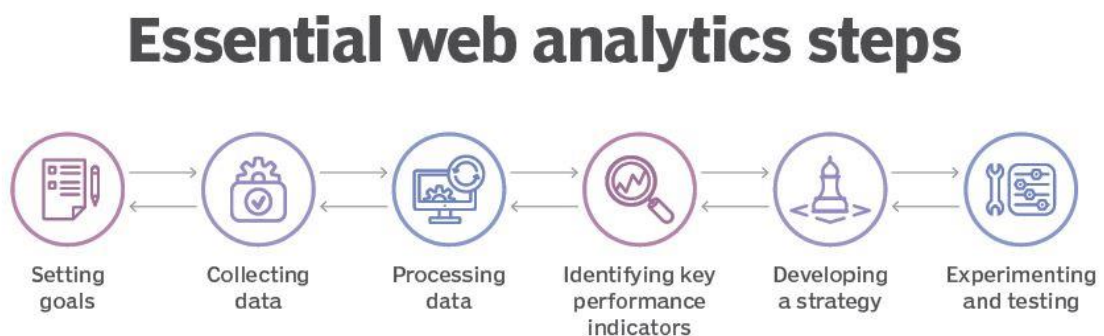 Essential web analytics steps
Setting
goals
Collecting
data
Processing
data
Identifying key
performance
indicators
Developing
a strategy
Experimenting
and testing